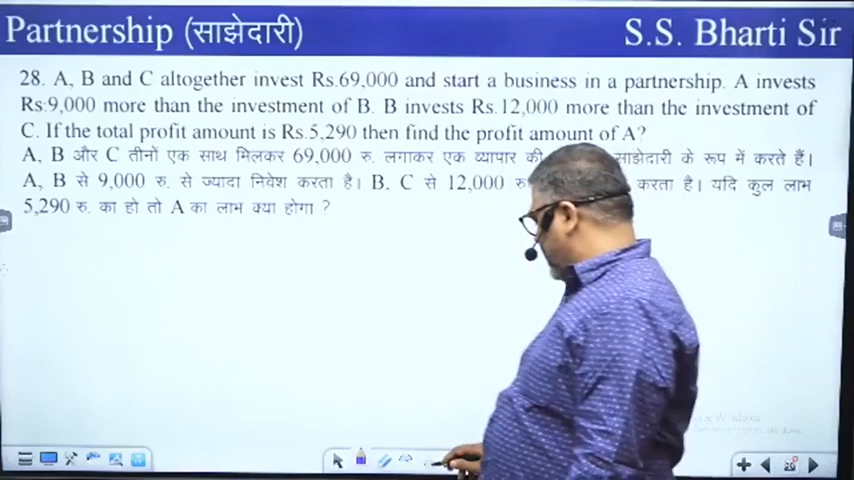 Partnership (साझेदारी)
S.S. Bharti Sir
28. A, B and C altogether invest Rs.69,000 and start a business in a partnership. A invests
Rs:9,000 more than the investment of B. B invests Rs.12,000 more than the investment of
C. If the total profit amount is Rs.5,290 then find the profit amount of A?
A, B और C तीनों एक साथ मिलकर 69,000 रु. लगाकर एक व्यापार की साझेदारी के रूप में करते हैं।
A, B से 9,000 रु. से ज्यादा निवेश करता है। B, C से 12,000 रु करता है। यदि कुल लाभ
5,290 रु. का हो तो A का लाभ क्या होगा ?